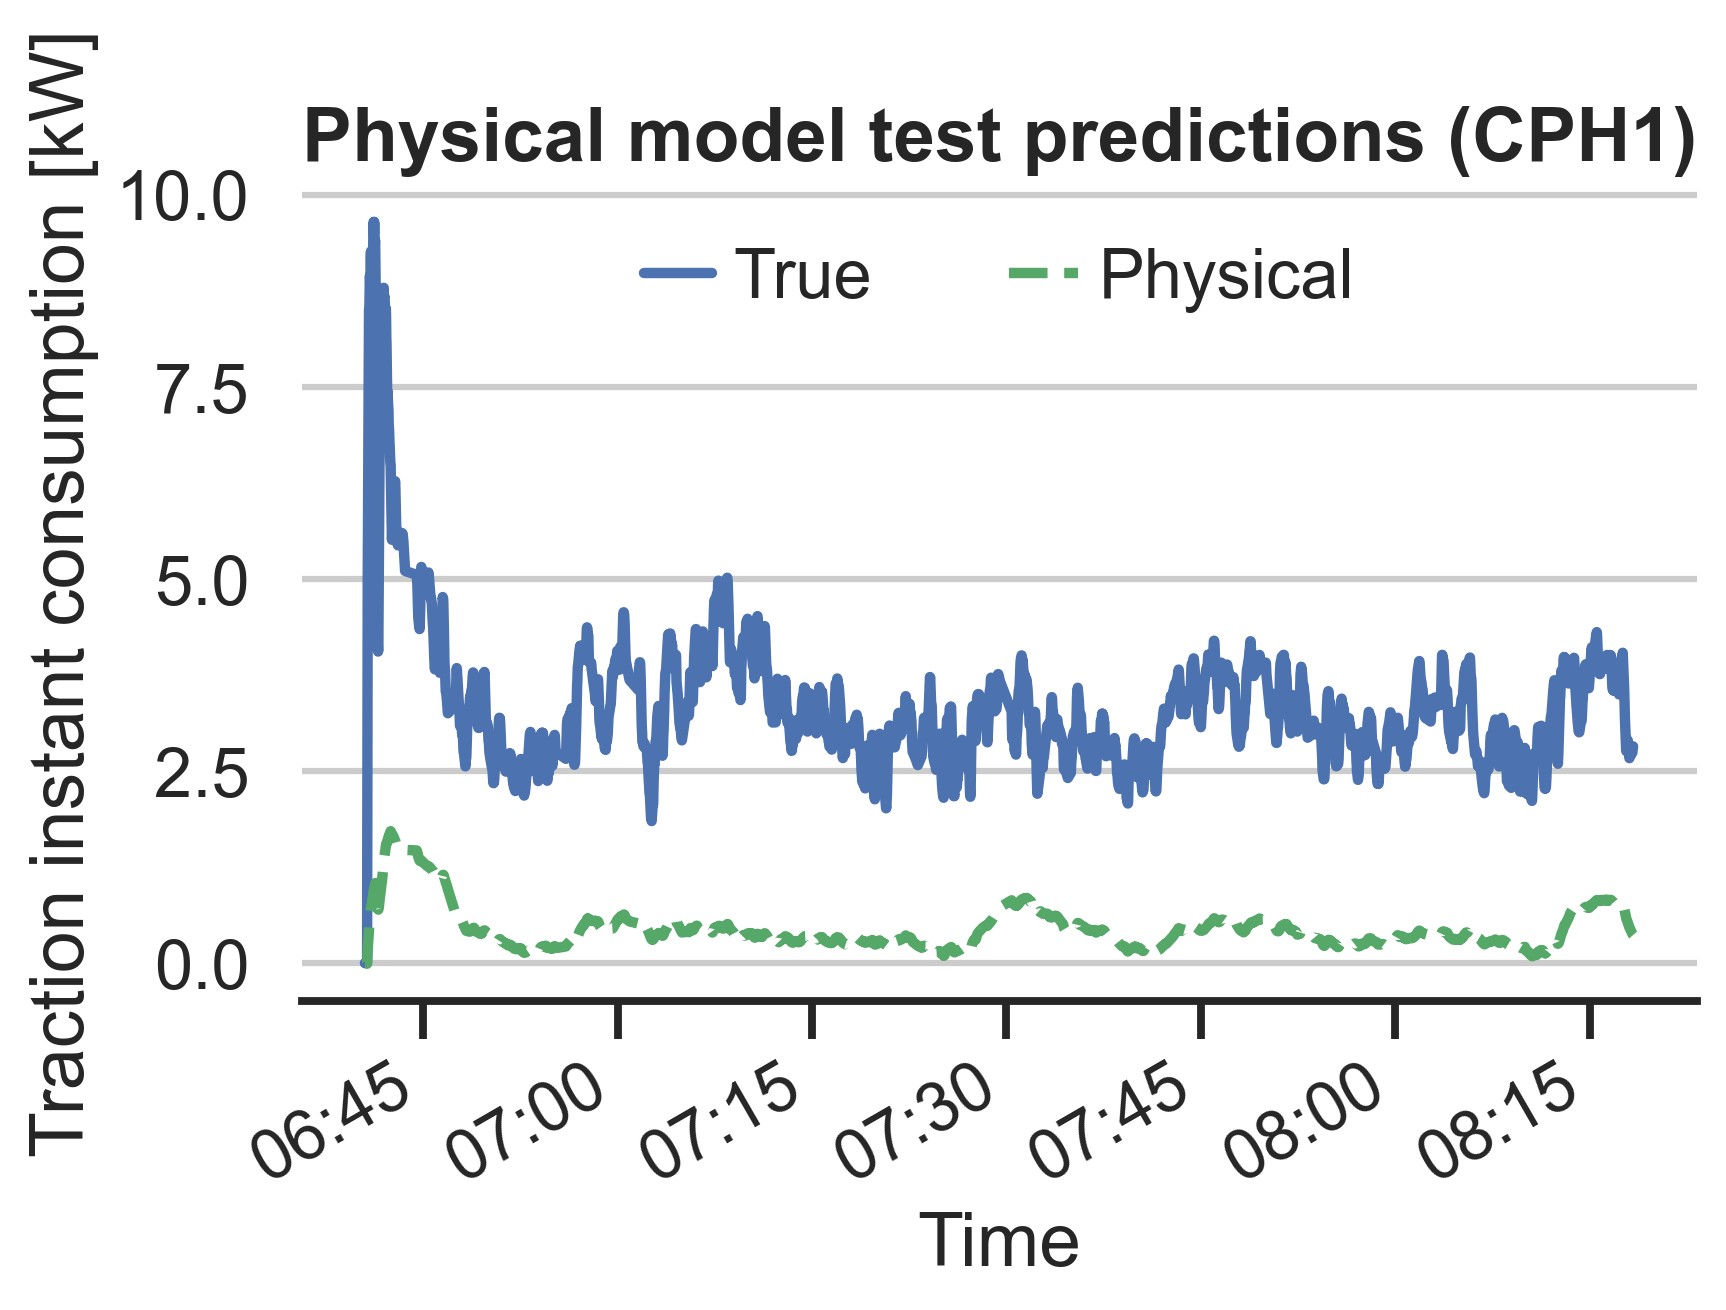 Physical model test predictions (CPH1)
Traction instant consumption [kW]
10.0
7.5
5.0
2.5
0.0
True
Physical
06:45
07:00
07:15
07:30
07:45
08:00
08:15
Time